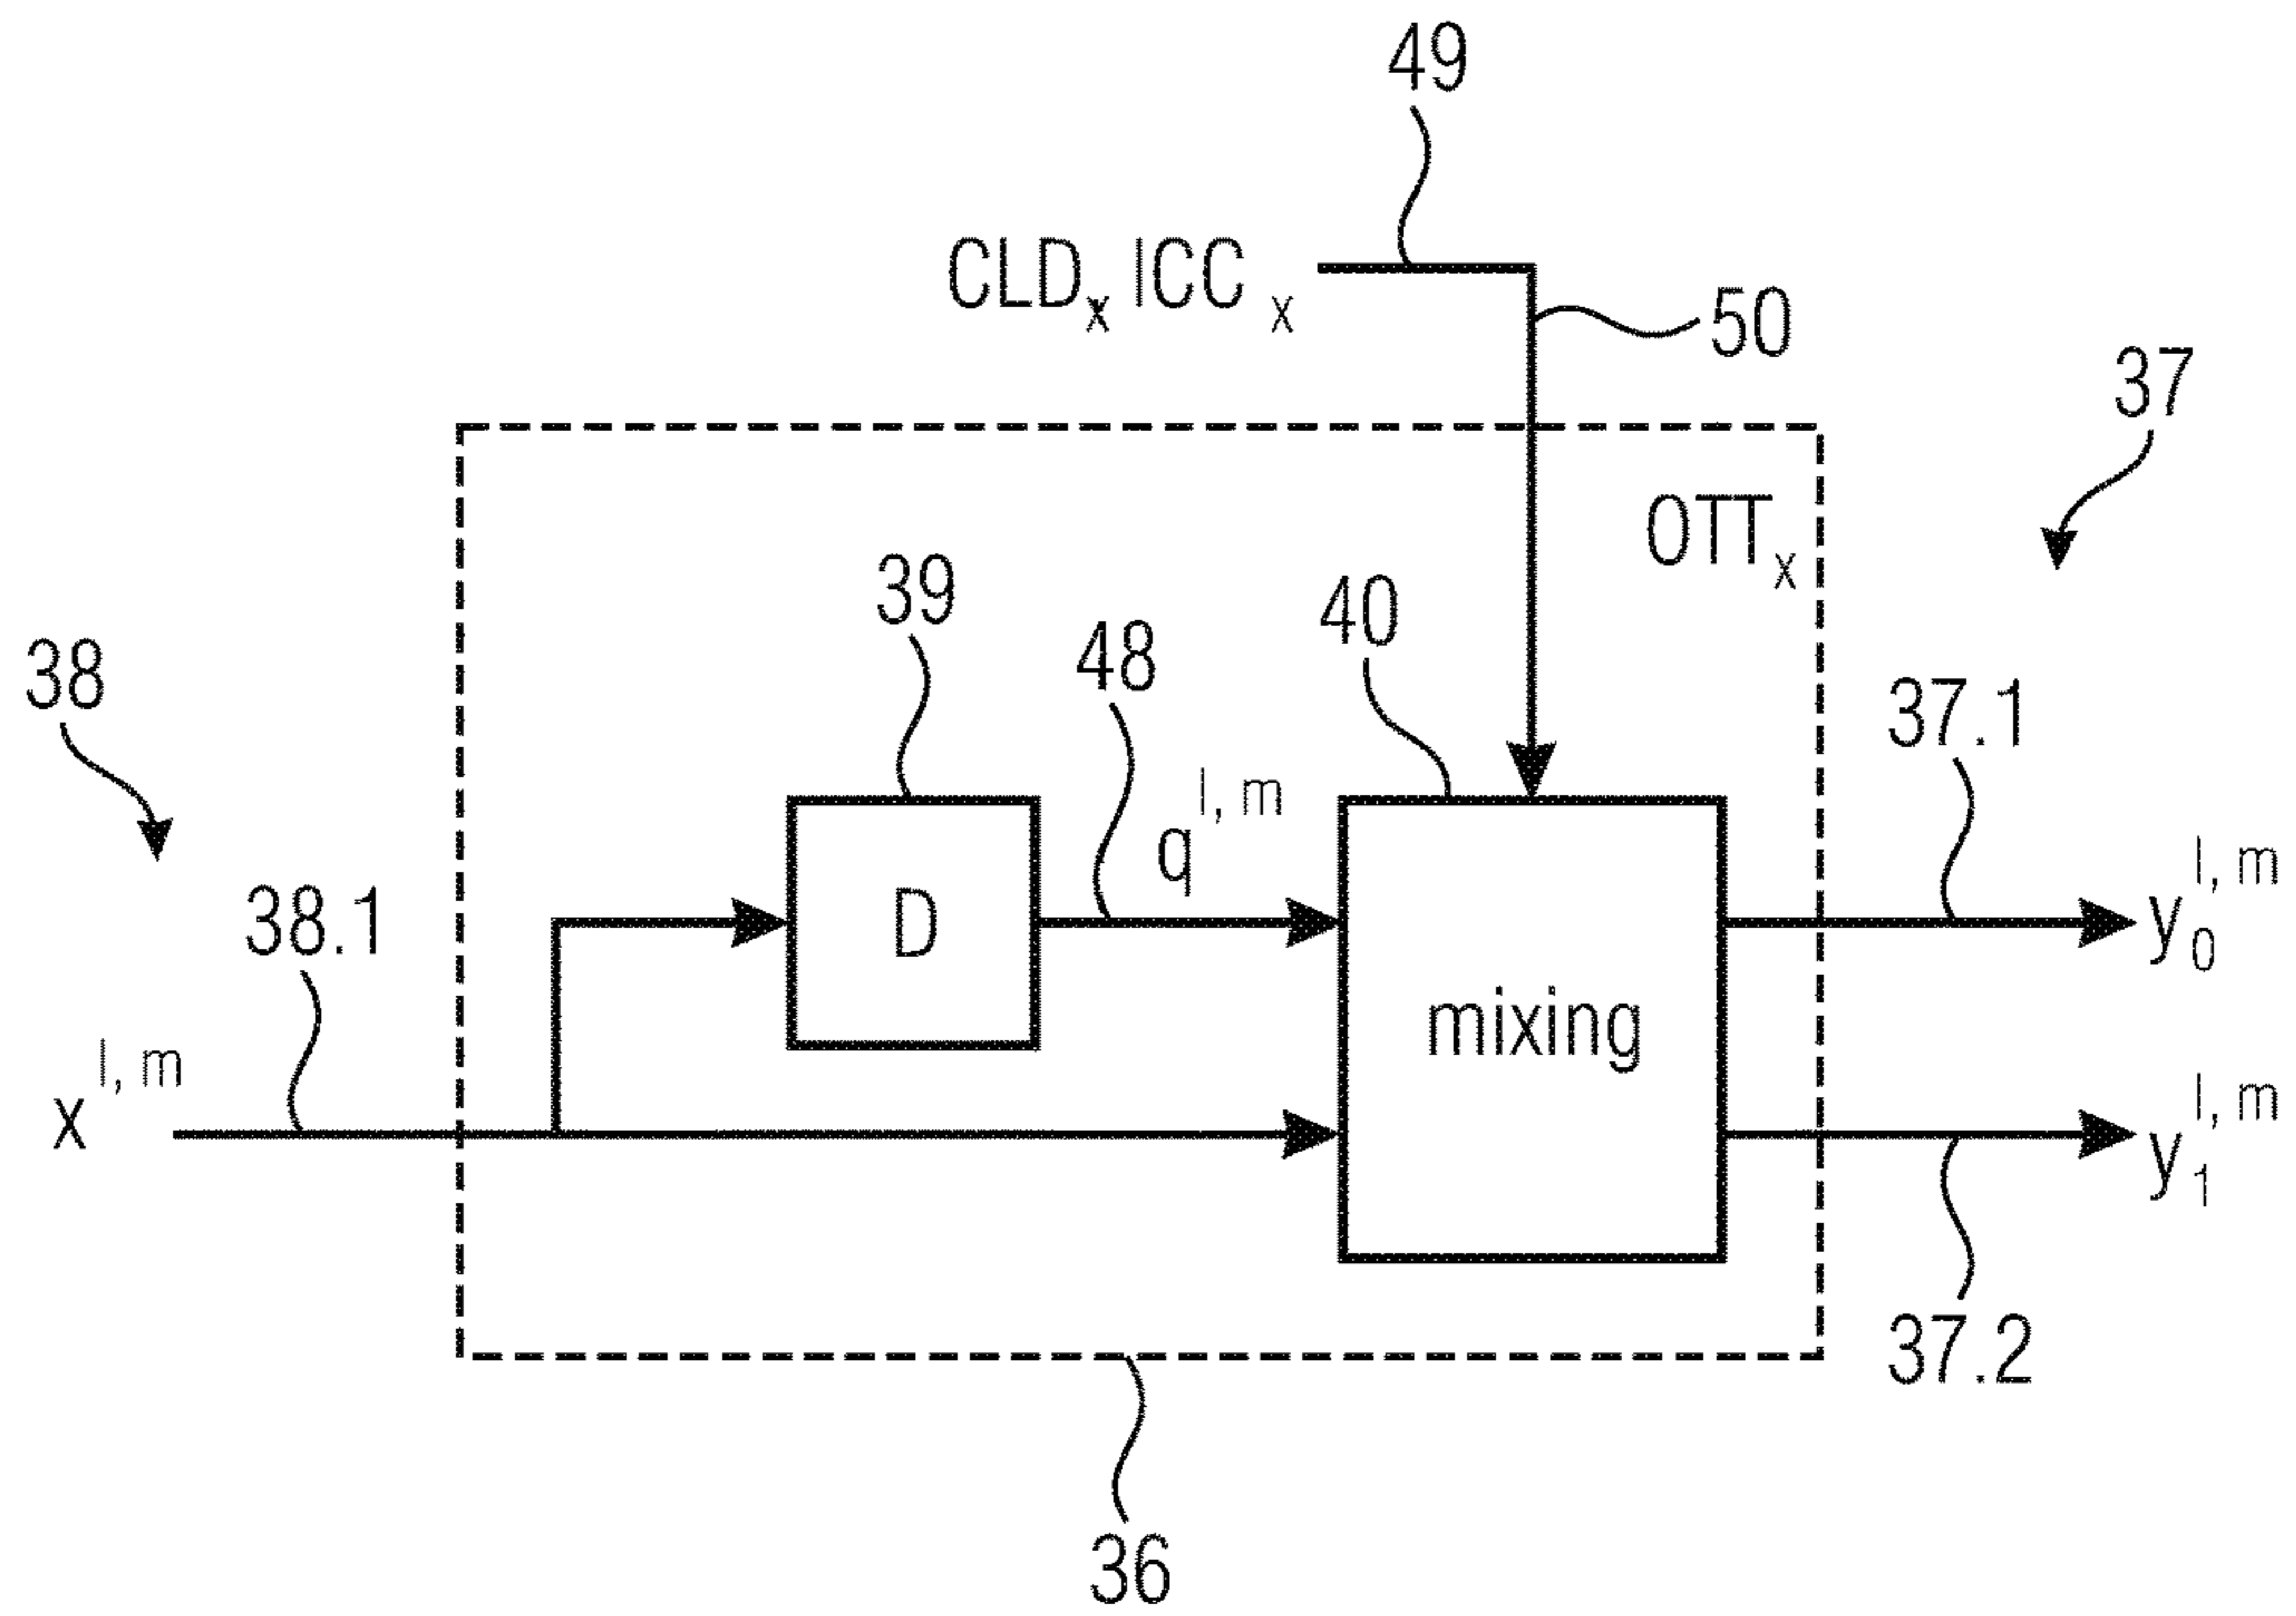 49
CLDx ICC x
50
37
OTTx
39
40
48
38
37.1
q l, m
38.1
D
y0 l, m
mixing
x l, m
y1 l, m
37.2
36